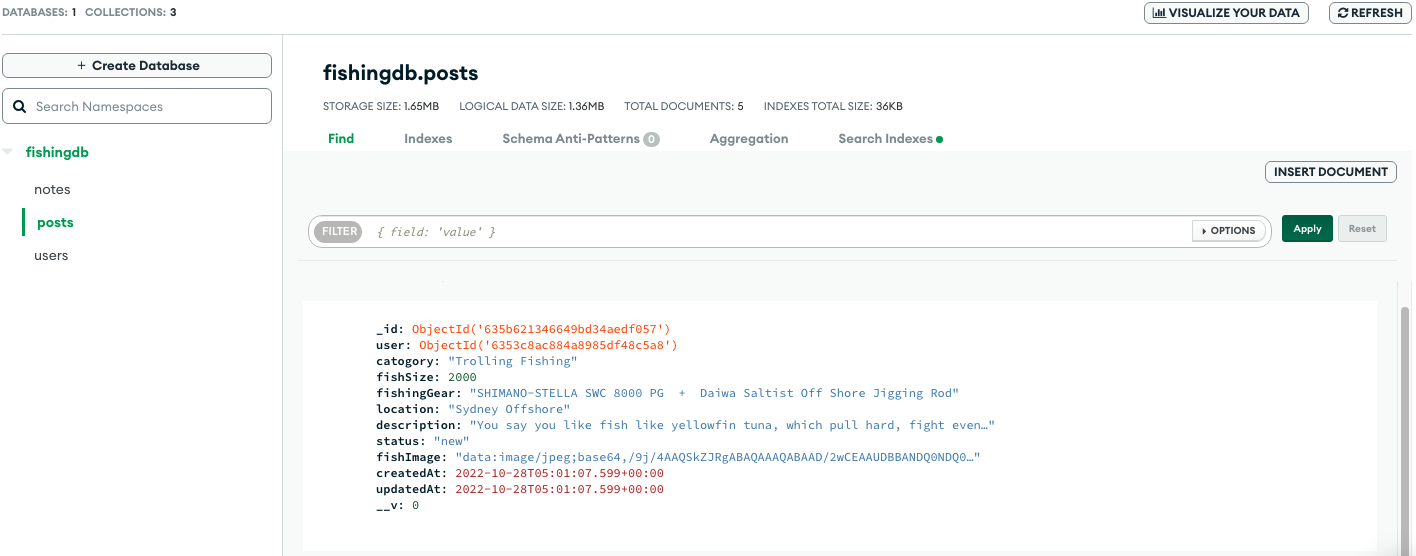 DATABASES: 1 COLLECTIONS: 3
VISUALIZE YOUR DATA
REFRESH
+ Create Database
Search Namespaces
fishingdb
notes
posts
users
fishingdb.posts
STORAGE SIZE: 1.65MB LOGICAL DATA SIZE: 1.36MB TOTAL DOCUMENTS: 5 INDEXES TOTAL SIZE: 36KB
Find Indexes Schema Anti-Patterns 0 Aggregation Search Indexes
INSERT DOCUMENT
FILTER { field: 'value' } OPTIONS Apply Reset
_id: ObjectId('635b621346649bd34aedf057')
user: ObjectId('6353c8ac884a8985df48c5a8')
catogory: "Trolling Fishing"
fishSize: 2000
fishingGear: "SHIMANO-STELLA SWC 8000 PG  +  Daiwa Saltist Off Shore Jigging Rod"
location: "Sydney Offshore"
description: "You say you like fish like yellowfin tuna, which pull hard, fight even…"
status: "new"
fishImage: "data:image/jpeg;base64,/9j/4AAQSkZJRgABAQAAAQABAAD/2wCEAAUDBBANDQ0NDQ0…"
createdAt: 2022-10-28T05:01:07.599+00:00
updatedAt: 2022-10-28T05:01:07.599+00:00
__v: 0